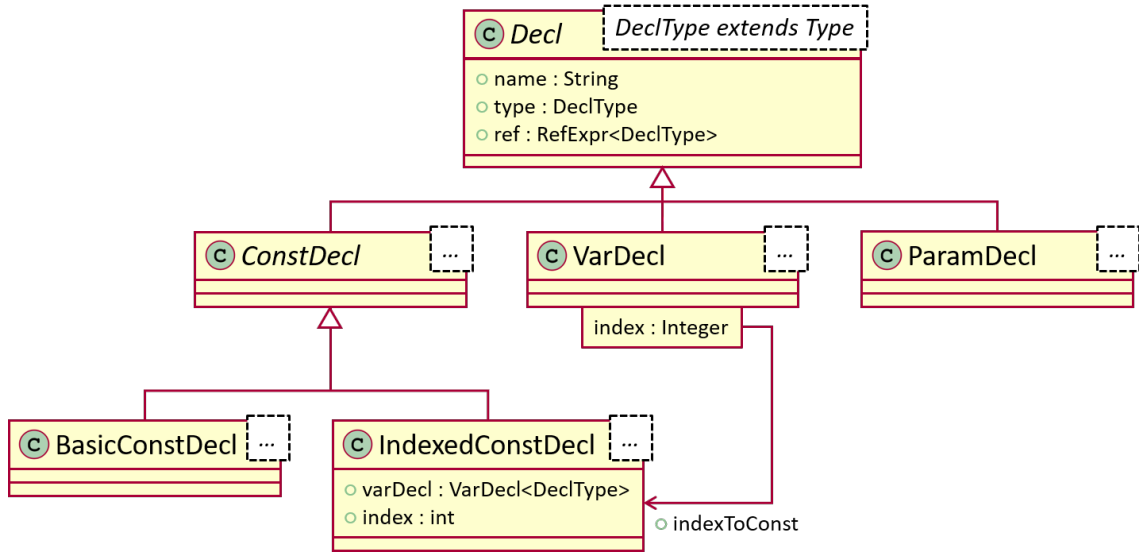 C Decl
DeclType extends Type
name : String
type : DeclType
ref : RefExpr<DeclType>
C ConstDecl
...
C VarDecl
...
C ParamDecl
...
index : Integer
C BasicConstDecl
...
C IndexedConstDecl
...
varDecl : VarDecl<DeclType>
index : int
indexToConst